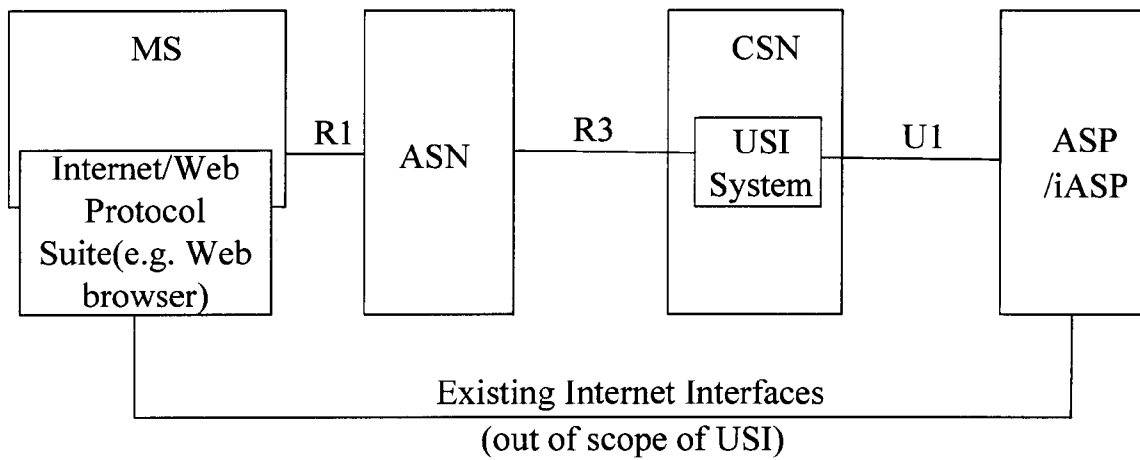 MS
Internet/Web
Protocol
Suite(e.g. Web
browser)
R1
ASN
R3
CSN
USI
System
U1
ASP
/iASP
Existing Internet Interfaces
(out of scope of USI)